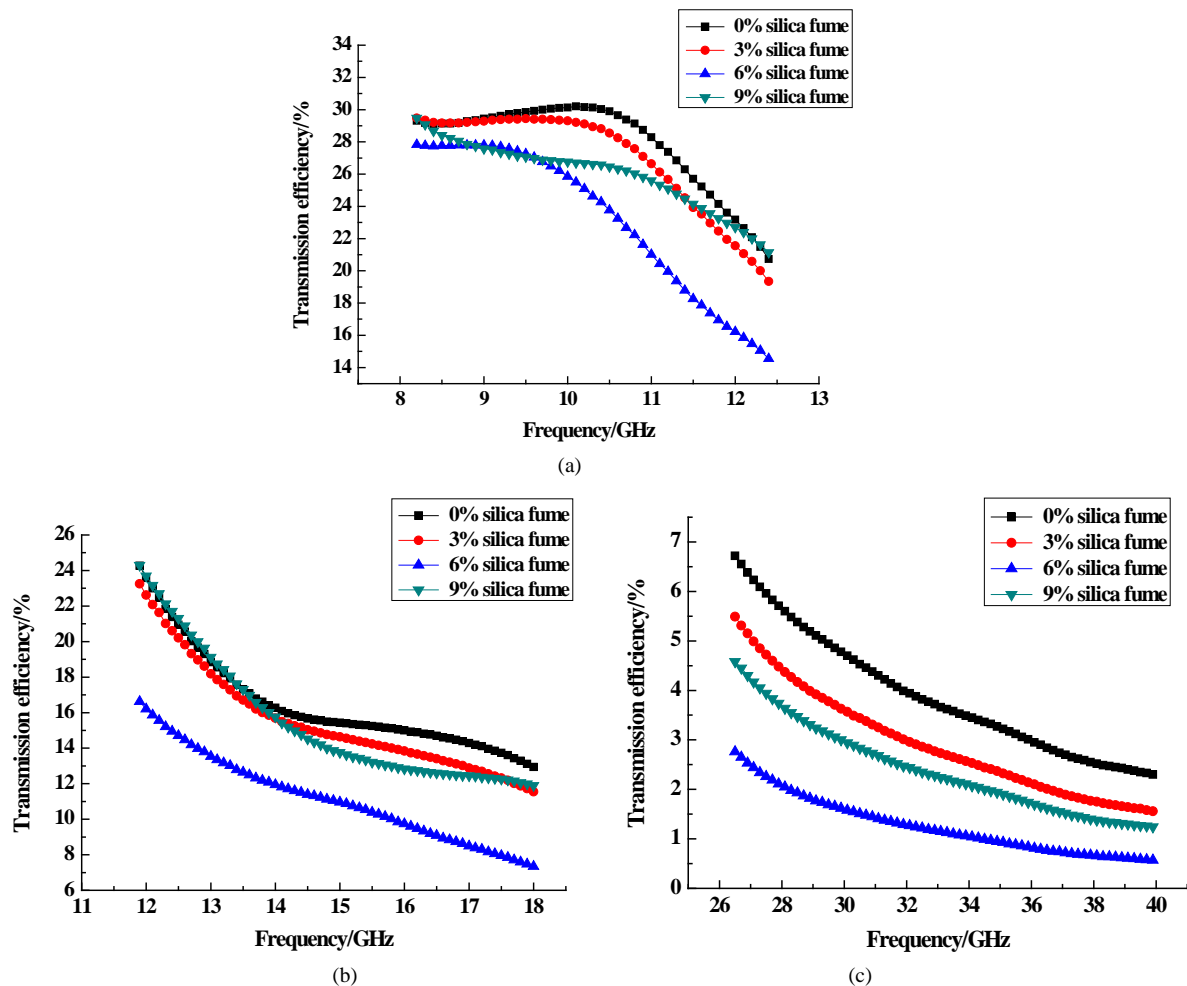 0% silica fume
3% silica fume
6% silica fume
9% silica fume
34
32
30
28
26
24
22
20
18
16
14
Transmission efficiency/%
8 9 10 11 12 13
Frequency/GHz
(a)
0% silica fume
3% silica fume
6% silica fume
9% silica fume
26
24
22
20
18
16
14
12
10
8
6
Transmission efficiency/%
11 12 13 14 15 16 17 18
Frequency/GHz
(b)
0% silica fume
3% silica fume
6% silica fume
9% silica fume
7
6
5
4
3
2
1
0
Transmission efficiency/%
26 28 30 32 34 36 38 40
Frequency/GHz
(c)